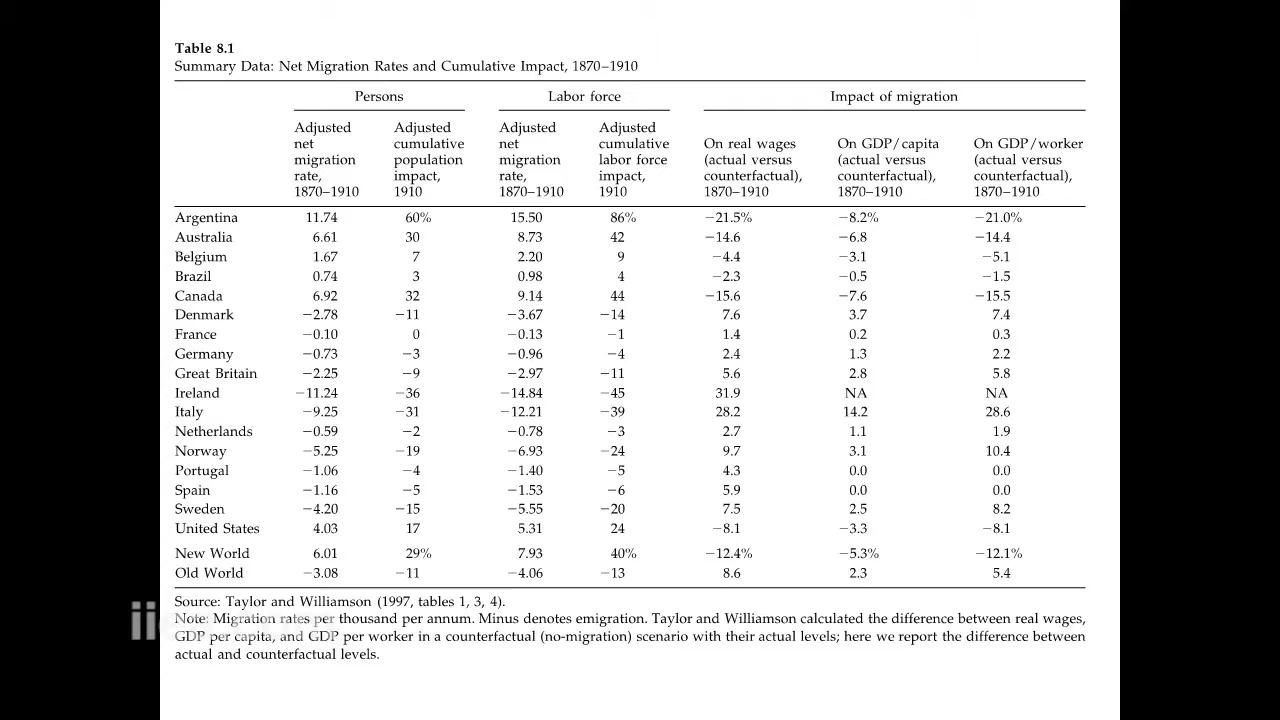 Table 8.1
Summary Data: Net Migration Rates and Cumulative Impact, 1870–1910
Persons Labor force Impact of migration
Adjusted Adjusted Adjusted Adjusted
net cumulative net cumulative On real wages On GDP/capita On GDP/worker
migration population migration labor force (actual versus (actual versus (actual versus
rate, impact, rate, impact, counterfactual), counterfactual), counterfactual),
1870–1910 1910 1870–1910 1910 1870–1910 1870–1910 1870–1910
Argentina 11.74 60% 15.50 86% −21.5% −8.2% −21.0%
Australia 6.61 30 8.73 42 −14.6 −6.8 −14.4
Belgium 1.67 7 2.20 9 −4.4 −3.1 −5.1
Brazil 0.74 3 0.98 4 −2.3 −0.5 −1.5
Canada 6.92 32 9.14 44 −15.6 −7.6 −15.5
Denmark −2.78 −11 −3.67 −14 7.6 3.7 7.4
France −0.10 0 −0.13 −1 1.4 0.2 0.3
Germany −0.73 −3 −0.96 −4 2.4 1.3 2.2
Great Britain −2.25 −9 −2.97 −11 5.6 2.8 5.8
Ireland −11.24 −36 −14.84 −45 31.9 NA NA
Italy −9.25 −31 −12.21 −39 28.2 14.2 28.6
Netherlands −0.59 −2 −0.78 −3 2.7 1.1 1.9
Norway −5.25 −19 −6.93 −24 9.7 3.1 10.4
Portugal −1.06 −4 −1.40 −5 4.3 0.0 0.0
Spain −1.16 −5 −1.53 −6 5.9 0.0 0.0
Sweden −4.20 −15 −5.55 −20 7.5 2.5 8.2
United States 4.03 17 5.31 24 −8.1 −3.3 −8.1
New World 6.01 29% 7.93 40% −12.4% −5.3% −12.1%
Old World −3.08 −11 −4.06 −13 8.6 2.3 5.4
Source: Taylor and Williamson (1997, tables 1, 3, 4).
Note: Migration rates per thousand per annum. Minus denotes emigration. Taylor and Williamson calculated the difference between real wages,
GDP per capita, and GDP per worker in a counterfactual (no-migration) scenario with their actual levels; here we report the difference between
actual and counterfactual levels.